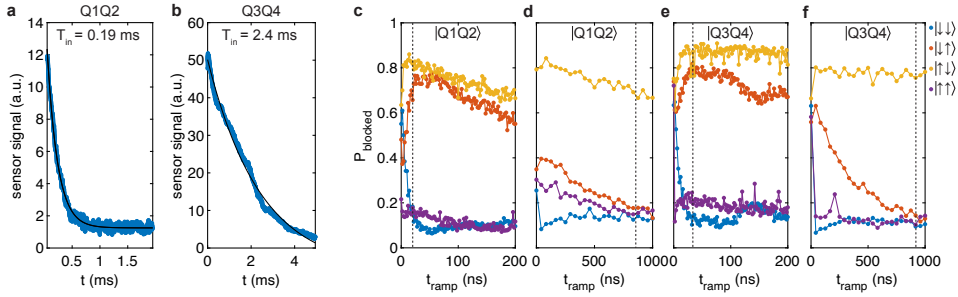 a Q1Q2
T_in = 0.19 ms
sensor signal (a.u.)
14
12
10
8
6
4
2
0
0.5 1 1.5
t (ms)
b Q3Q4
T_in = 2.4 ms
sensor signal (a.u.)
60
50
40
30
20
10
0
0 2 4
t (ms)
c
|Q1Q2⟩
P_blocked
1
0.8
0.6
0.4
0.2
0
0 100 200
t_ramp (ns)
d
|Q1Q2⟩
0 500 1000
t_ramp (ns)
e
|Q3Q4⟩
0 100 200
t_ramp (ns)
f
|Q3Q4⟩
0 500 1000
t_ramp (ns)
|↓↓⟩
|↓↑⟩
|↑↓⟩
|↑↑⟩